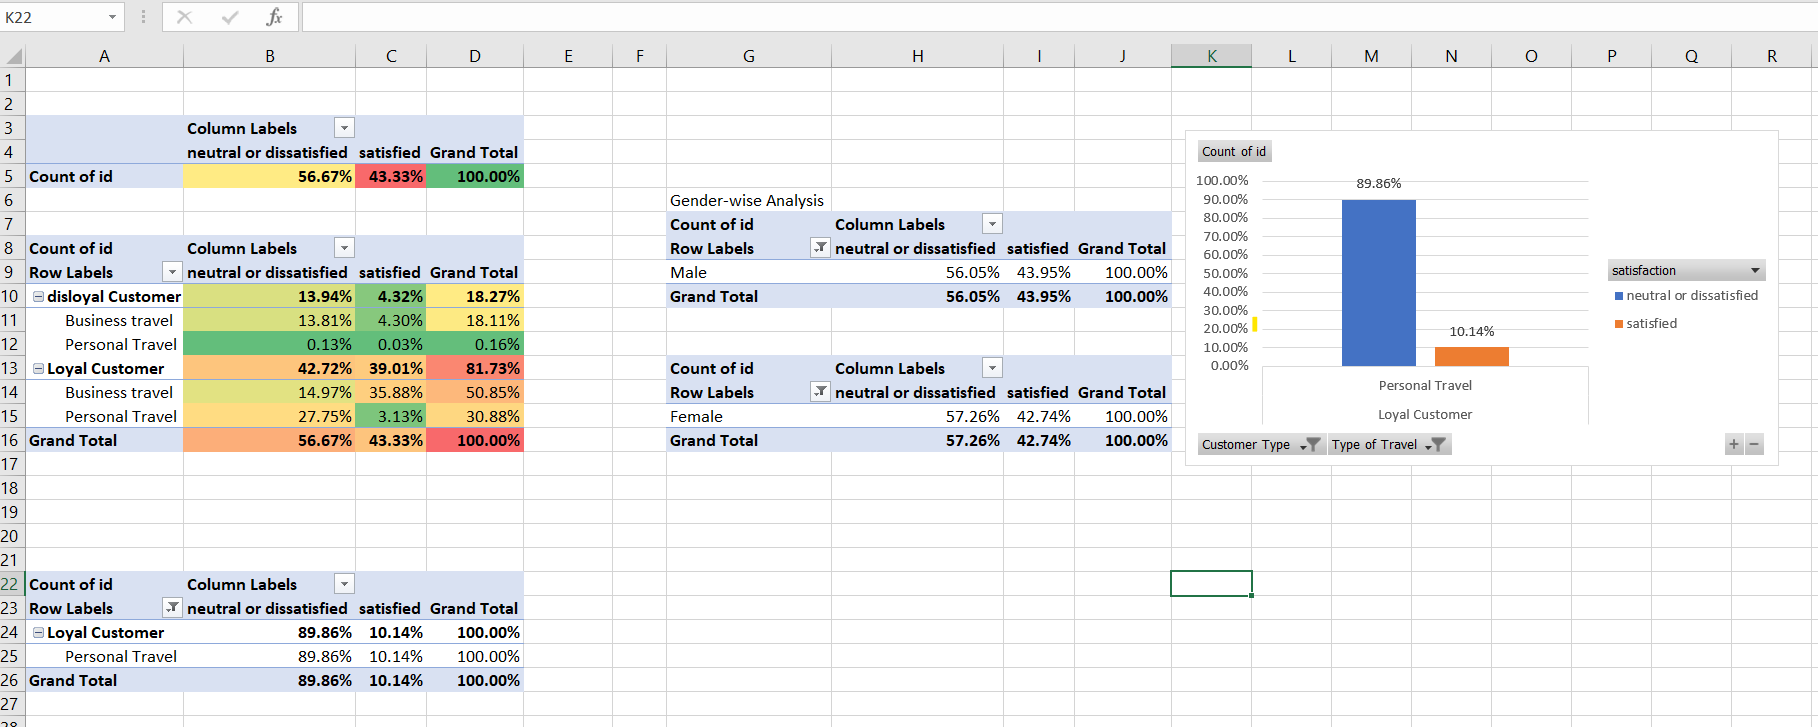 K22
fx
A B C D E F G H I J K L M N O P Q R
1
2
3 Column Labels
4 neutral or dissatisfied satisfied Grand Total
5 Count of id 56.67% 43.33% 100.00%
6 Gender-wise Analysis
7 Count of id Column Labels
8 Count of id Column Labels Row Labels neutral or dissatisfied satisfied Grand Total
9 Row Labels neutral or dissatisfied satisfied Grand Total Male 56.05% 43.95% 100.00%
10 disloyal Customer 13.94% 4.32% 18.27% Grand Total 56.05% 43.95% 100.00%
11 Business travel 13.81% 4.30% 18.11%
12 Personal Travel 0.13% 0.03% 0.16%
13 Loyal Customer 42.72% 39.01% 81.73% Count of id Column Labels
14 Business travel 14.97% 35.88% 50.85% Row Labels neutral or dissatisfied satisfied Grand Total
15 Personal Travel 27.75% 3.13% 30.88% Female 57.26% 42.74% 100.00%
16 Grand Total 56.67% 43.33% 100.00% Grand Total 57.26% 42.74% 100.00%
17
18
19
20
21
22 Count of id Column Labels
23 Row Labels neutral or dissatisfied satisfied Grand Total
24 Loyal Customer 89.86% 10.14% 100.00%
25 Personal Travel 89.86% 10.14% 100.00%
26 Grand Total 89.86% 10.14% 100.00%
27
28
Count of id
100.00%
89.86%
90.00%
80.00%
70.00%
60.00%
50.00%
40.00%
30.00%
20.00%
10.14%
10.00%
0.00%
Personal Travel
Loyal Customer
satisfaction
neutral or dissatisfied
satisfied
Customer Type Type of Travel + −